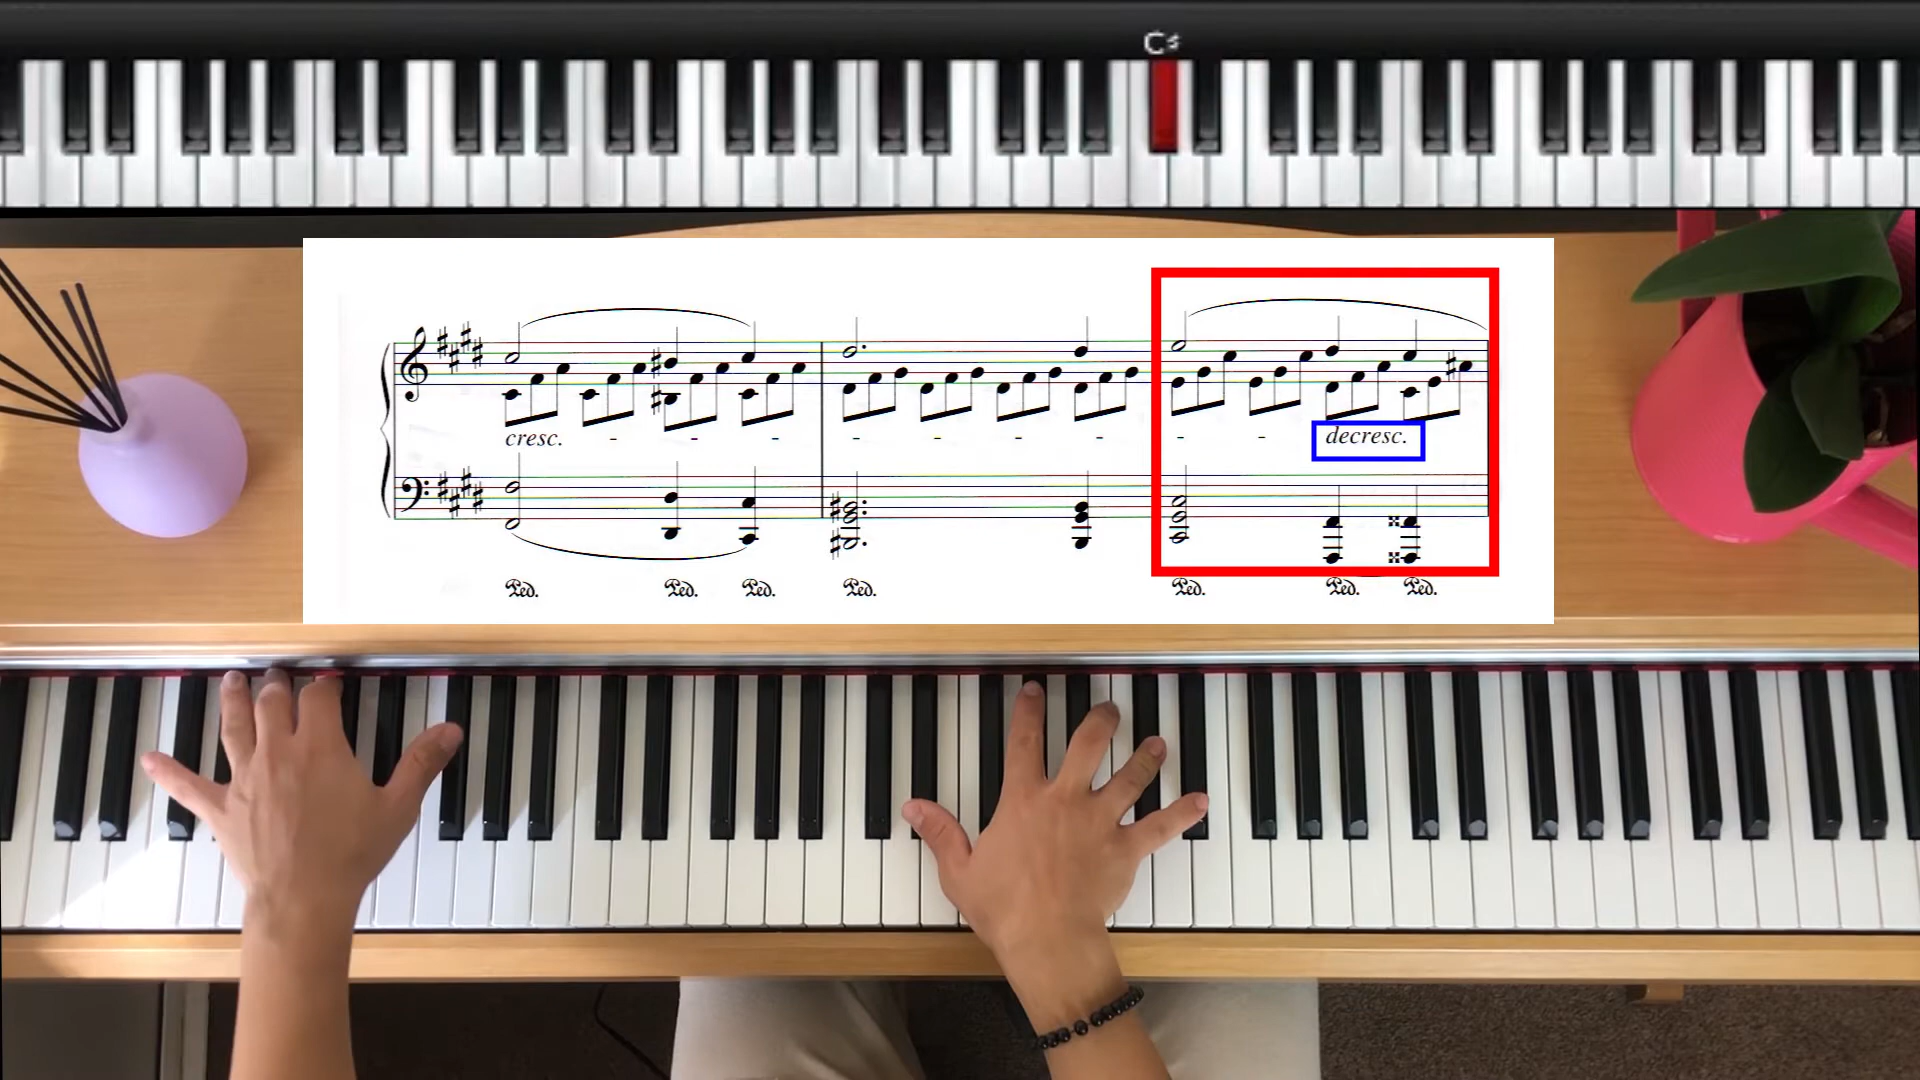 C♯
cresc. - - - - - - - - - decresc.
Ped. Ped. Ped. Ped. Ped. Ped. Ped.